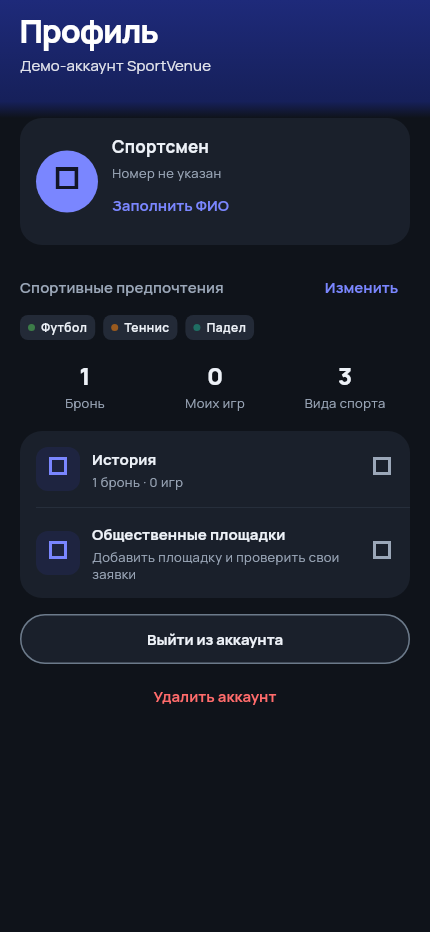 Профиль
Демо-аккаунт SportVenue
Спортсмен
Номер не указан
Заполнить ФИО
Спортивные предпочтения
Изменить
Футбол
Теннис
Падел
1
0
3
Бронь
Моих игр
Вида спорта
История
1 бронь · 0 игр
Общественные площадки
Добавить площадку и проверить свои
заявки
Выйти из аккаунта
Удалить аккаунт